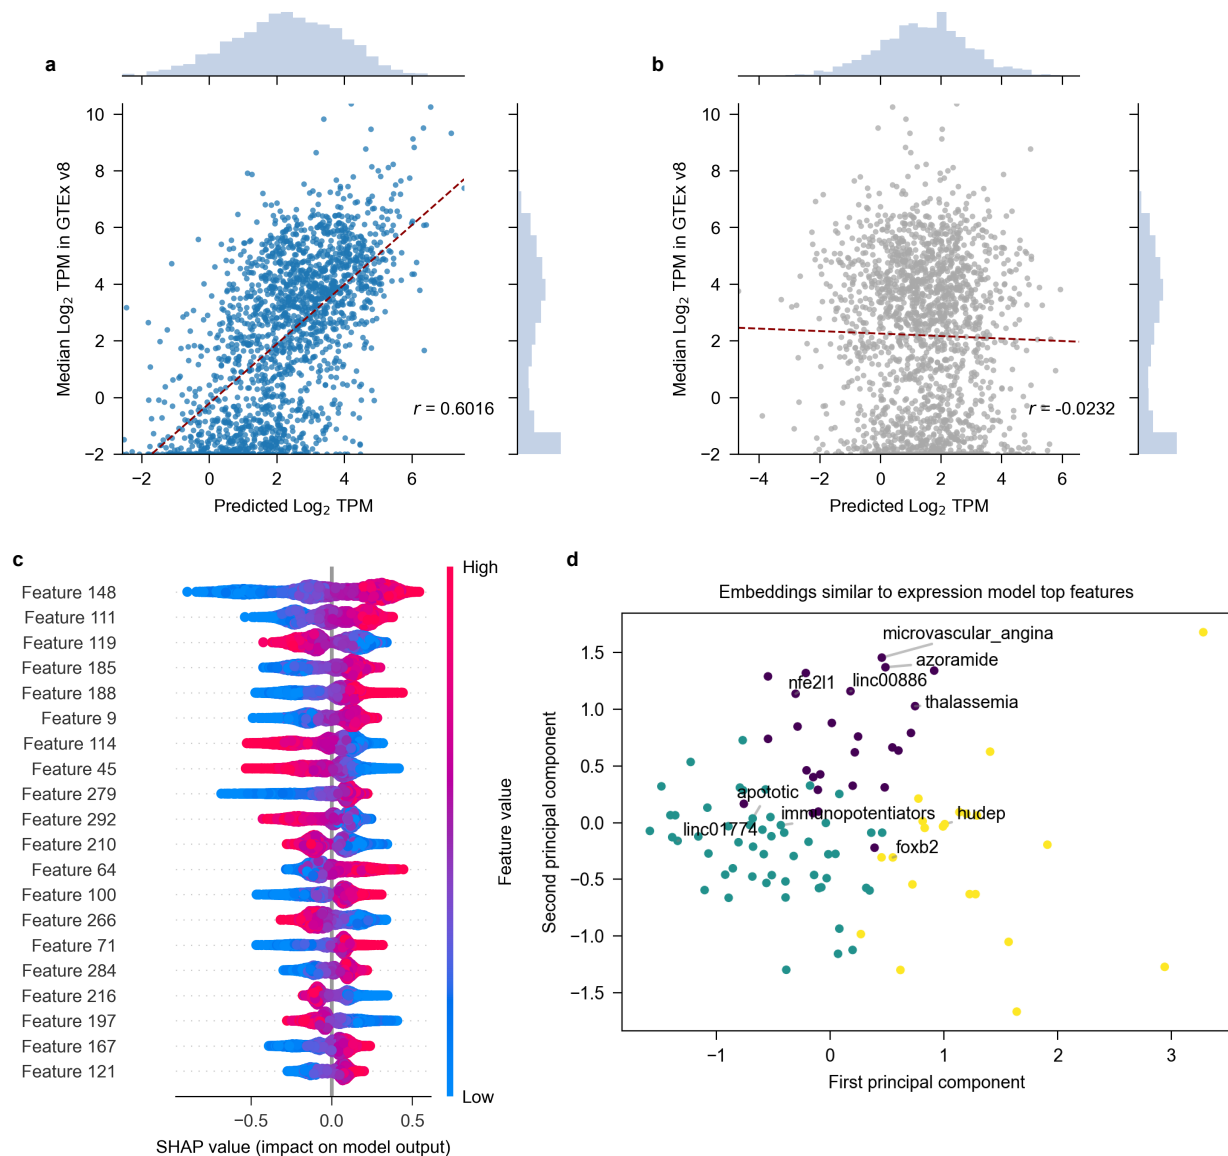 a
10
8
6
4
2
0
−2
Median Log₂ TPM in GTEx v8
r = 0.6016
−2 0 2 4 6
Predicted Log₂ TPM
b
10
8
6
4
2
0
−2
Median Log₂ TPM in GTEx v8
r = -0.0232
−4 −2 0 2 4 6
Predicted Log₂ TPM
c
Feature 148
Feature 111
Feature 119
Feature 185
Feature 188
Feature 9
Feature 114
Feature 45
Feature 279
Feature 292
Feature 210
Feature 64
Feature 100
Feature 266
Feature 71
Feature 284
Feature 216
Feature 197
Feature 167
Feature 121
−0.5 0.0 0.5
SHAP value (impact on model output)
High
Feature value
Low
d
Embeddings similar to expression model top features
1.5
1.0
0.5
0.0
−0.5
−1.0
−1.5
Second principal component
microvascular_angina
azoramide
nfe2l1
linc00886
thalassemia
apototic
immunopotentiators
hudep
linc01774
foxb2
−1 0 1 2 3
First principal component